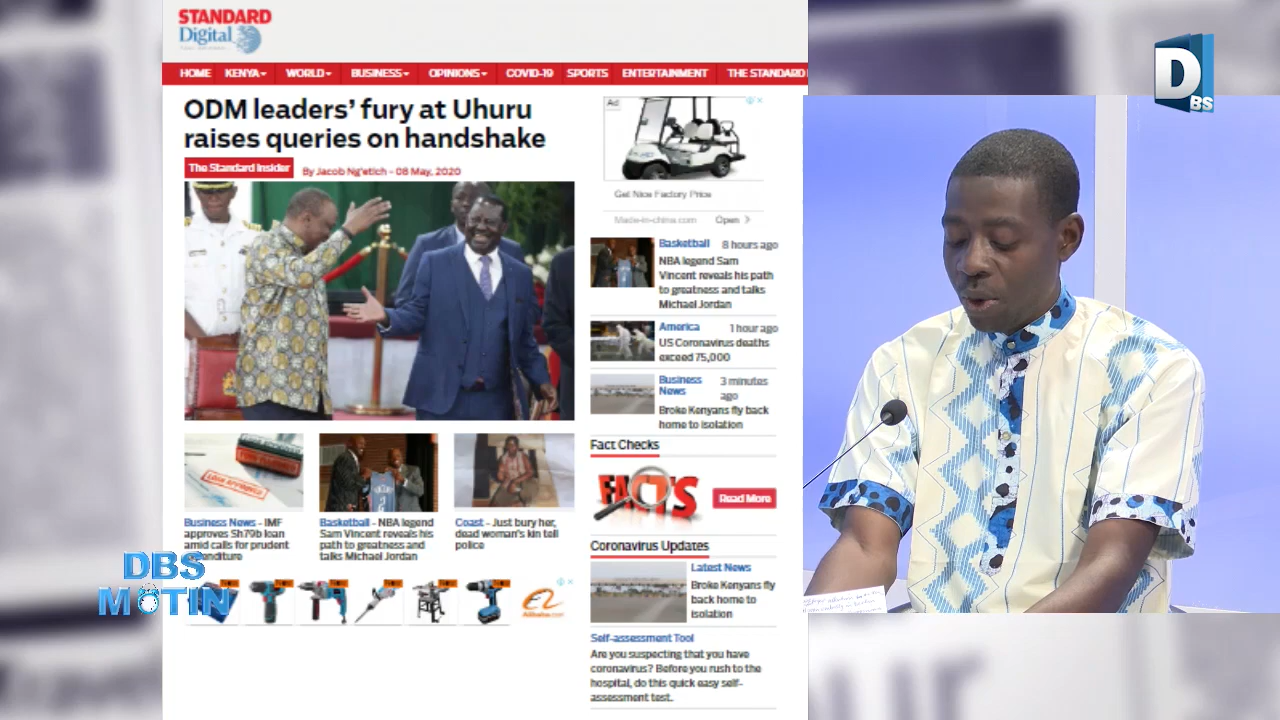 STANDARD
Digital
HOME
KENYA
WORLD
BUSINESS
OPINIONS
COVID-19
SPORTS
ENTERTAINMENT
THE STANDARD
ODM leaders' fury at Uhuru
raises queries on handshake
The Standard Insider
By Jacob Ng'etich - 08 May, 2020
Ad
Get Nice Factory Price
Made-in-china.com
Open
Basketball
8 hours ago
NBA legend Sam
Vincent reveals his path
to greatness and talks
Michael Jordan
America
1 hour ago
US Coronavirus deaths
exceed 75,000
Business
News
3 minutes
ago
Broke Kenyans fly back
home to isolation
Fact Checks
FACTS
Read More
Coronavirus Updates
Latest News
Broke Kenyans fly
back home to
isolation
Self-assessment Tool
Are you suspecting that you have
coronavirus? Before you rush to the
hospital, do this quick easy self-
assessment test.
LOAN APPROVED
Business News - IMF
approves Sh79b loan
amid calls for prudent
expenditure
Basketball - NBA legend
Sam Vincent reveals his
path to greatness and
talks Michael Jordan
Coast - Just bury her,
dead woman's kin tell
police
Alibaba.com
DBS
MATIN
D
BS